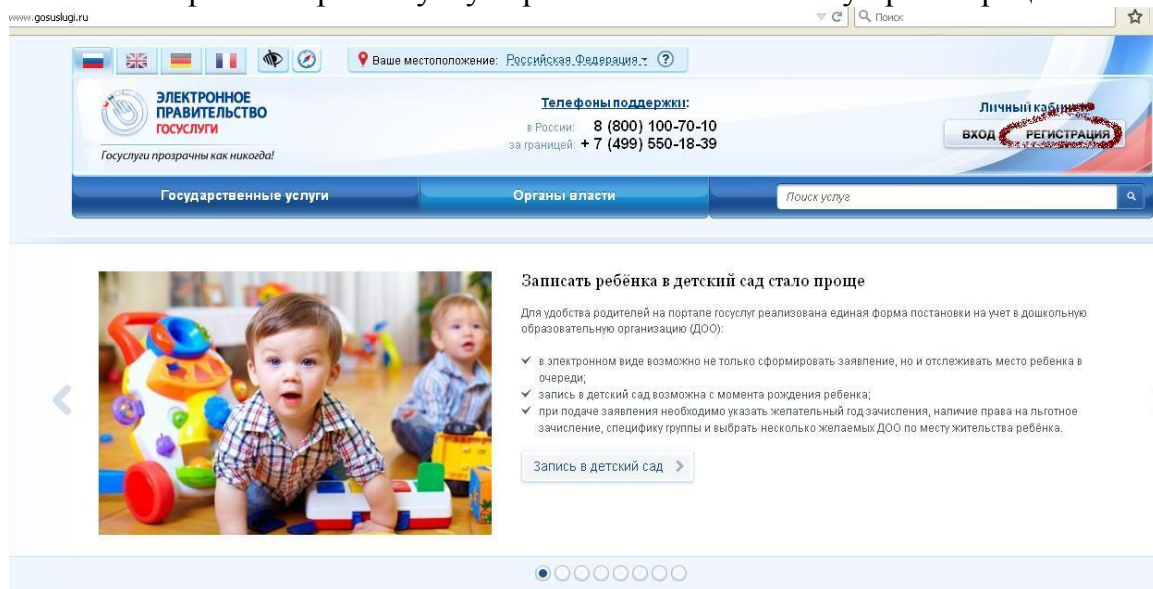 www.gosuslugi.ru
Поиск
Ваше местоположение: Российская Федерация ?
ЭЛЕКТРОННОЕ
ПРАВИТЕЛЬСТВО
ГОСУСЛУГИ
Госуслуги прозрачны как никогда!
Телефоны поддержки:
в России: 8 (800) 100-70-10
за границей: + 7 (499) 550-18-39
Личный кабинет
ВХОД РЕГИСТРАЦИЯ
Государственные услуги
Органы власти
Поиск услуг
Записать ребёнка в детский сад стало проще
Для удобства родителей на портале госуслуг реализована единая форма постановки на учет в дошкольную
образовательную организацию (ДОО):
в электронном виде возможно не только сформировать заявление, но и отслеживать место ребенка в
очереди;
запись в детский сад возможна с момента рождения ребенка;
при подаче заявления необходимо указать желательный год зачисления, наличие права на льготное
зачисление, специфику группы и выбрать несколько желаемых ДОО по месту жительства ребёнка.
Запись в детский сад